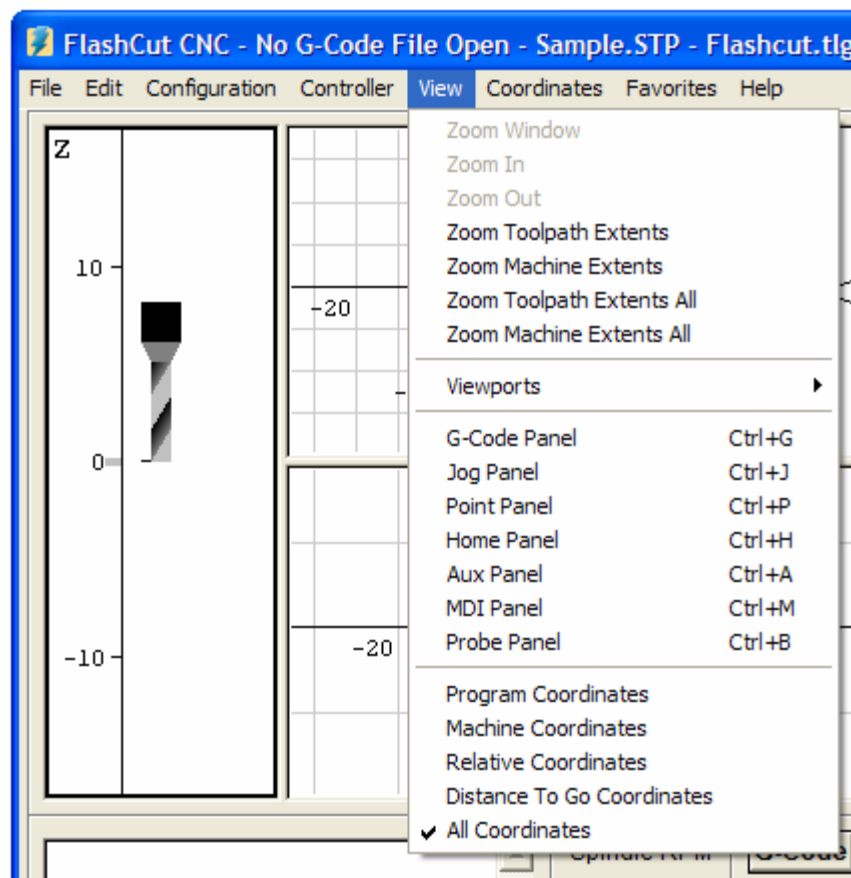 FlashCut CNC - No G-Code File Open - Sample.STP - Flashcut.tlg
File Edit Configuration Controller View Coordinates Favorites Help
Z
10
0
-10
-20
-20
Zoom Window
Zoom In
Zoom Out
Zoom Toolpath Extents
Zoom Machine Extents
Zoom Toolpath Extents All
Zoom Machine Extents All
Viewports
G-Code Panel Ctrl+G
Jog Panel Ctrl+J
Point Panel Ctrl+P
Home Panel Ctrl+H
Aux Panel Ctrl+A
MDI Panel Ctrl+M
Probe Panel Ctrl+B
Program Coordinates
Machine Coordinates
Relative Coordinates
Distance To Go Coordinates
All Coordinates
Spindle RPM G-Code